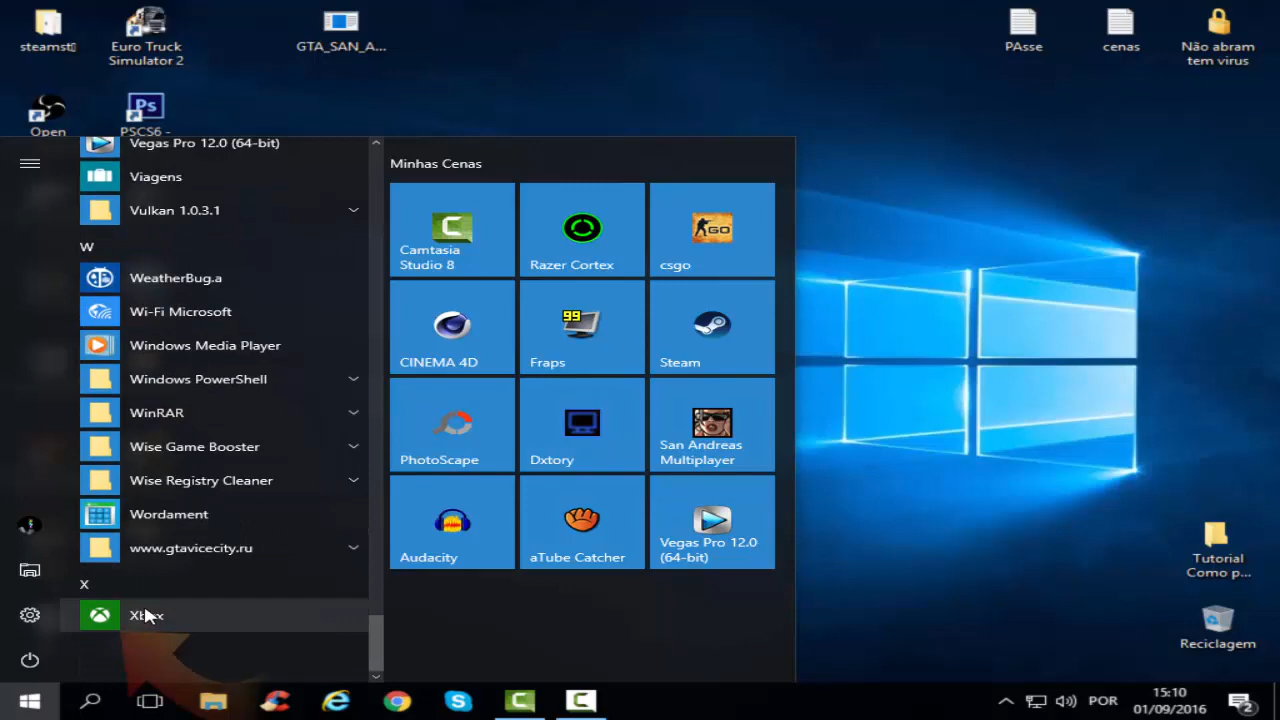 steamst
Euro Truck
Simulator 2
GTA_SAN_A...
PAsse
cenas
Não abram
tem virus
Open
PSCS6 -
Vegas Pro 12.0 (64-bit)
Viagens
Vulkan 1.0.3.1
W
WeatherBug.a
Wi-Fi Microsoft
Windows Media Player
Windows PowerShell
WinRAR
Wise Game Booster
Wise Registry Cleaner
Wordament
www.gtavicecity.ru
X
Xbox
Minhas Cenas
Camtasia
Studio 8
Razer Cortex
GO
csgo
CINEMA 4D
99
Fraps
Steam
PhotoScape
Dxtory
San Andreas
Multiplayer
Audacity
aTube Catcher
Vegas Pro 12.0
(64-bit)
Tutorial
Como p...
Reciclagem
POR
15:10
01/09/2016
2